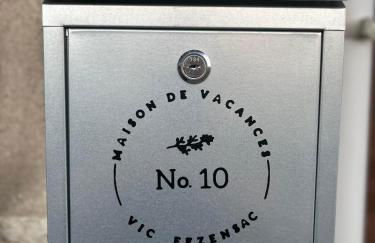 MAISON DE VACANCES
No. 10
VIC FEZENSAC